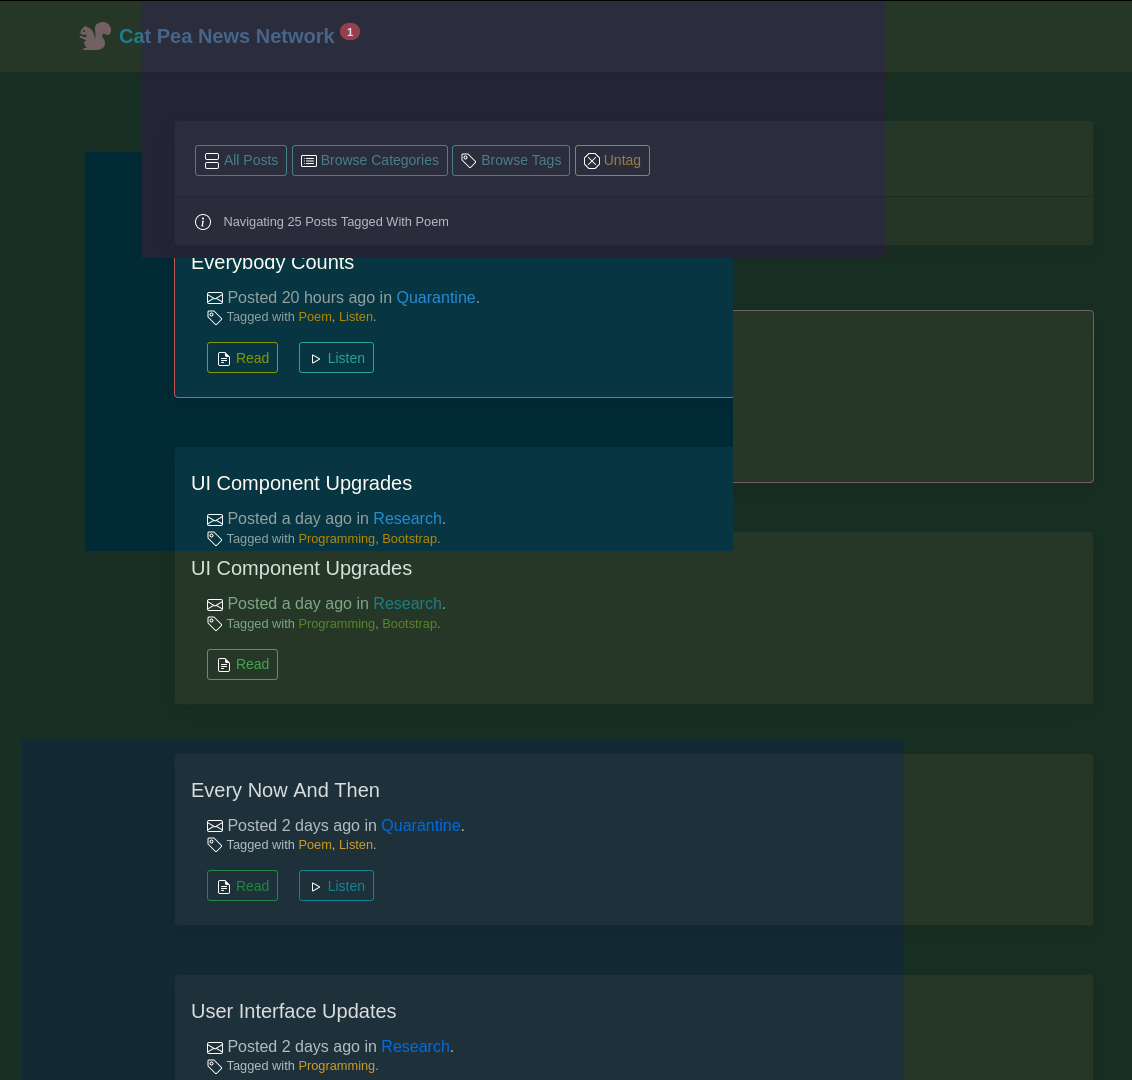 Cat Pea News Network 1
All Posts Browse Categories Browse Tags Untag
Navigating 25 Posts Tagged With Poem
Everybody Counts
Posted 20 hours ago in Quarantine.
Tagged with Poem, Listen.
Read Listen
UI Component Upgrades
Posted a day ago in Research.
Tagged with Programming, Bootstrap.
UI Component Upgrades
Posted a day ago in Research.
Tagged with Programming, Bootstrap.
Read
Every Now And Then
Posted 2 days ago in Quarantine.
Tagged with Poem, Listen.
Read Listen
User Interface Updates
Posted 2 days ago in Research.
Tagged with Programming.